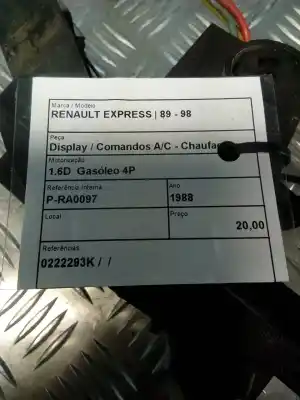 Marca / Modelo
RENAULT EXPRESS | 89 - 98
Peça
Display / Comandos A/C - Chaufa
Motorização
1.6D Gasóleo 4P
Referência Interna Ano
P-RA0097 1988
Local Preço
20,00
Referências
0222293K / /